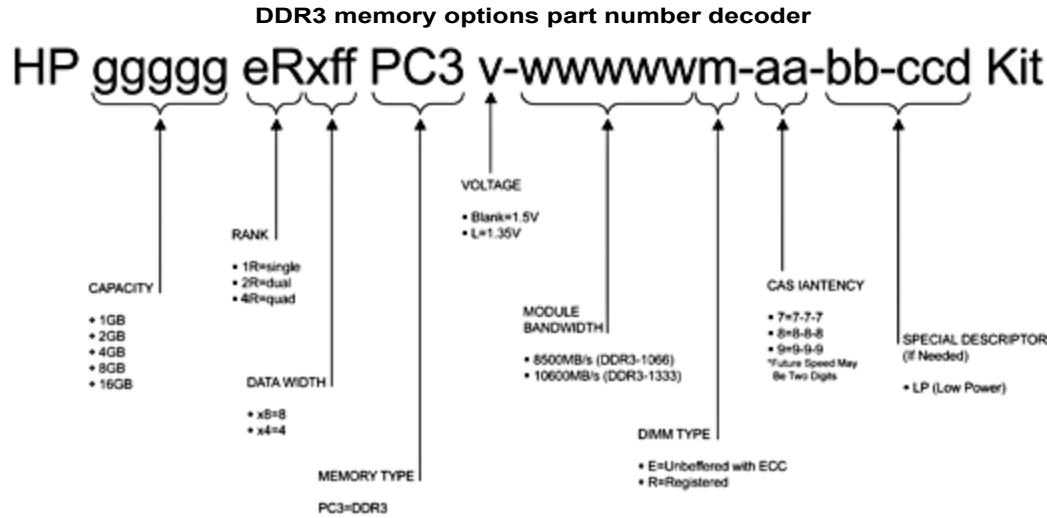 DDR3 memory options part number decoder
HP ggggg eRxff PC3 v-wwwwwm-aa-bb-ccd Kit
CAPACITY
• 1GB
• 2GB
• 4GB
• 8GB
• 16GB
RANK
• 1R=single
• 2R=dual
• 4R=quad
DATA WIDTH
• x8=8
• x4=4
MEMORY TYPE
PC3=DDR3
VOLTAGE
• Blank=1.5V
• L=1.35V
MODULE
BANDWIDTH
• 8500MB/s (DDR3-1066)
• 10600MB/s (DDR3-1333)
DIMM TYPE
• E=Unbeffered with ECC
• R=Registered
CAS IANTENCY
• 7=7-7-7
• 8=8-8-8
• 9=9-9-9
*Future Speed May
Be Two Digits
SPECIAL DESCRIPTOR
(If Needed)
• LP (Low Power)